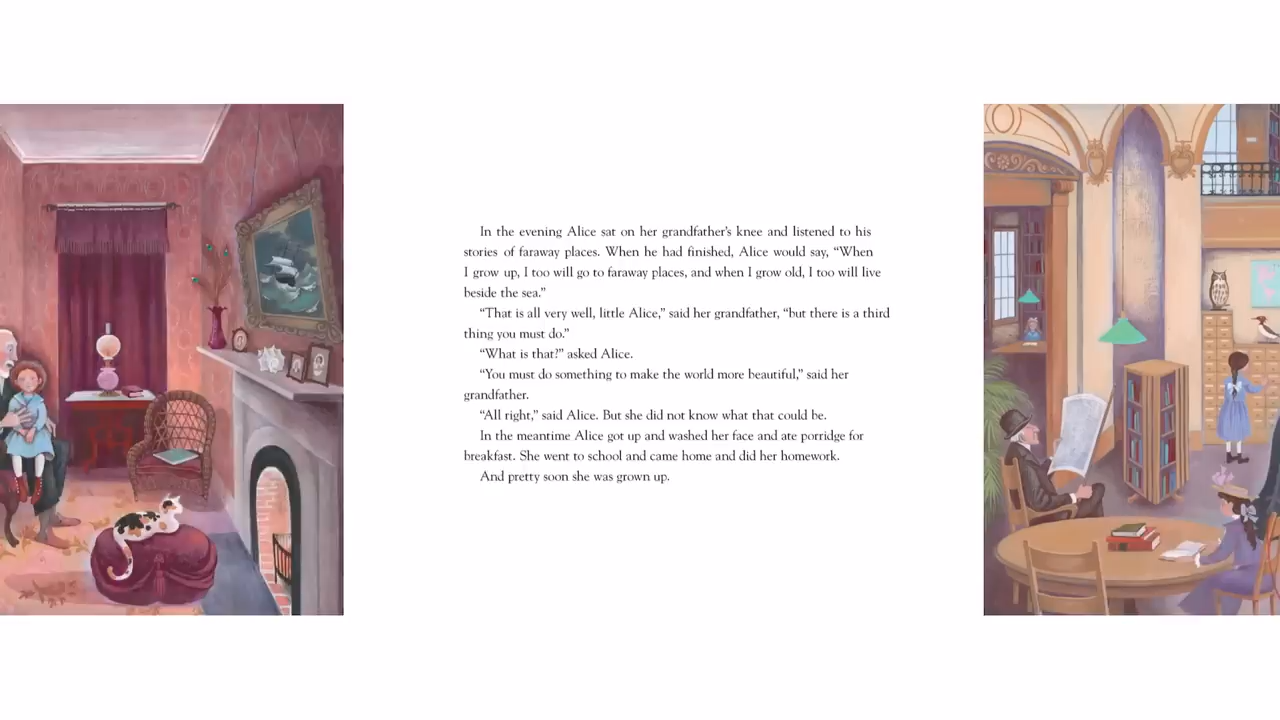 In the evening Alice sat on her grandfather’s knee and listened to his
stories of faraway places. When he had finished, Alice would say, “When
I grow up, I too will go to faraway places, and when I grow old, I too will live
beside the sea.”
“That is all very well, little Alice,” said her grandfather, “but there is a third
thing you must do.”
“What is that?” asked Alice.
“You must do something to make the world more beautiful,” said her
grandfather.
“All right,” said Alice. But she did not know what that could be.
In the meantime Alice got up and washed her face and ate porridge for
breakfast. She went to school and came home and did her homework.
And pretty soon she was grown up.